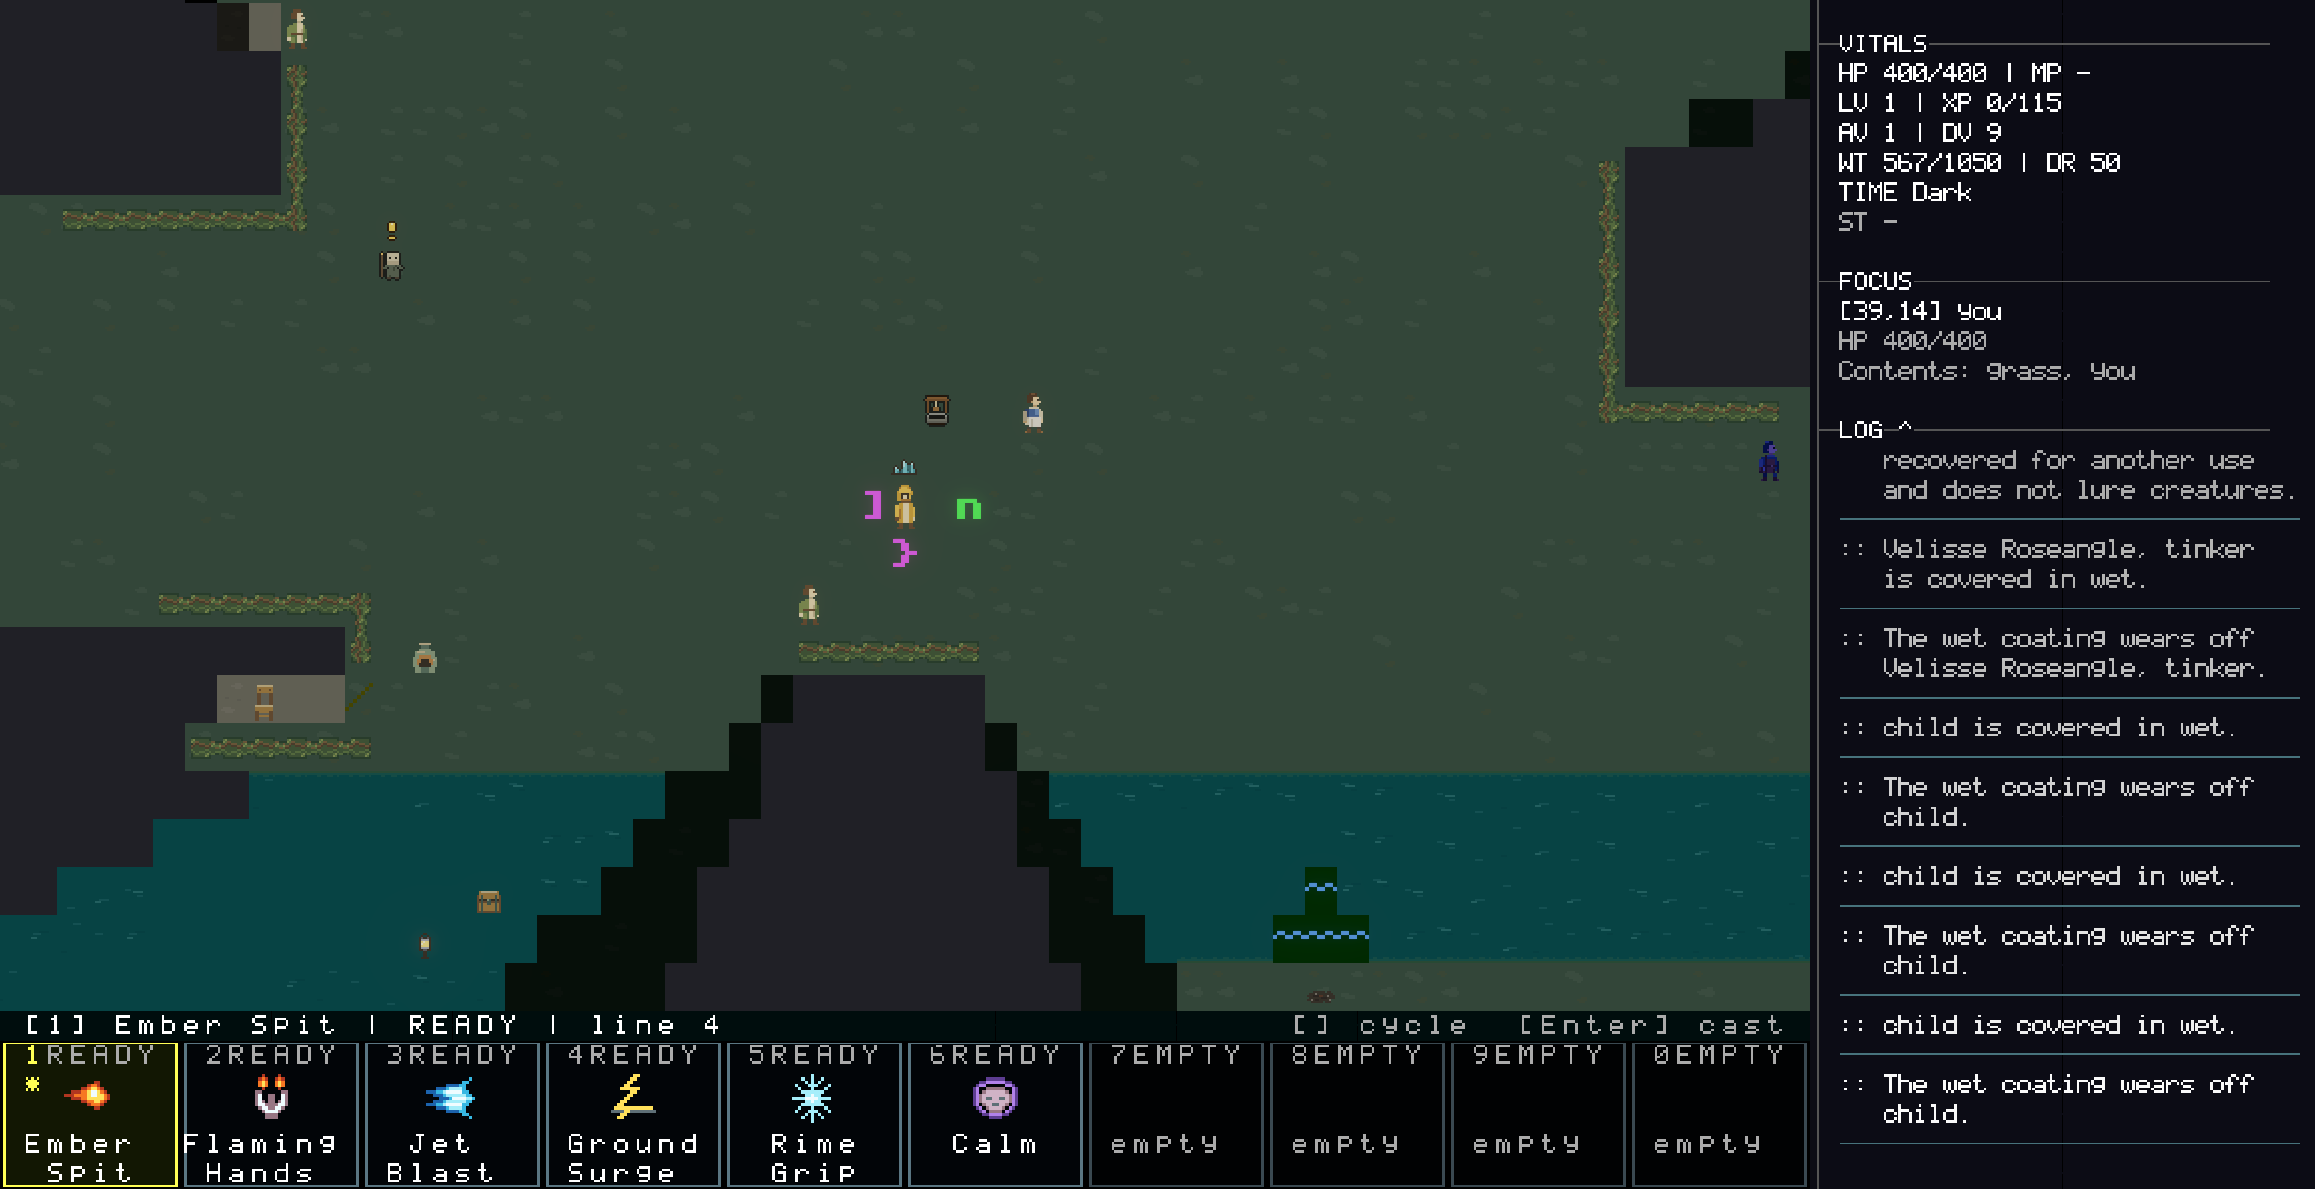 VITALS
HP 400/400 | MP -
LV 1 | XP 0/115
AV 1 | DV 9
WT 567/1050 | DR 50
TIME Dark
ST -
FOCUS
[39,14] you
HP 400/400
Contents: grass, You
LOG ^
recovered for another use
and does not lure creatures.
:: Velisse Roseangle, tinker
is covered in wet.
:: The wet coating wears off
Velisse Roseangle, tinker.
:: child is covered in wet.
:: The wet coating wears off
child.
:: child is covered in wet.
:: The wet coating wears off
child.
:: child is covered in wet.
:: The wet coating wears off
child.
]
n
}
[1] Ember Spit | READY | line 4
[] cycle [Enter] cast
1READY
Ember
Spit
2READY
Flaming
Hands
3READY
Jet
Blast
4READY
Ground
Surge
5READY
Rime
Grip
6READY
Calm
7EMPTY
empty
8EMPTY
empty
9EMPTY
empty
0EMPTY
empty